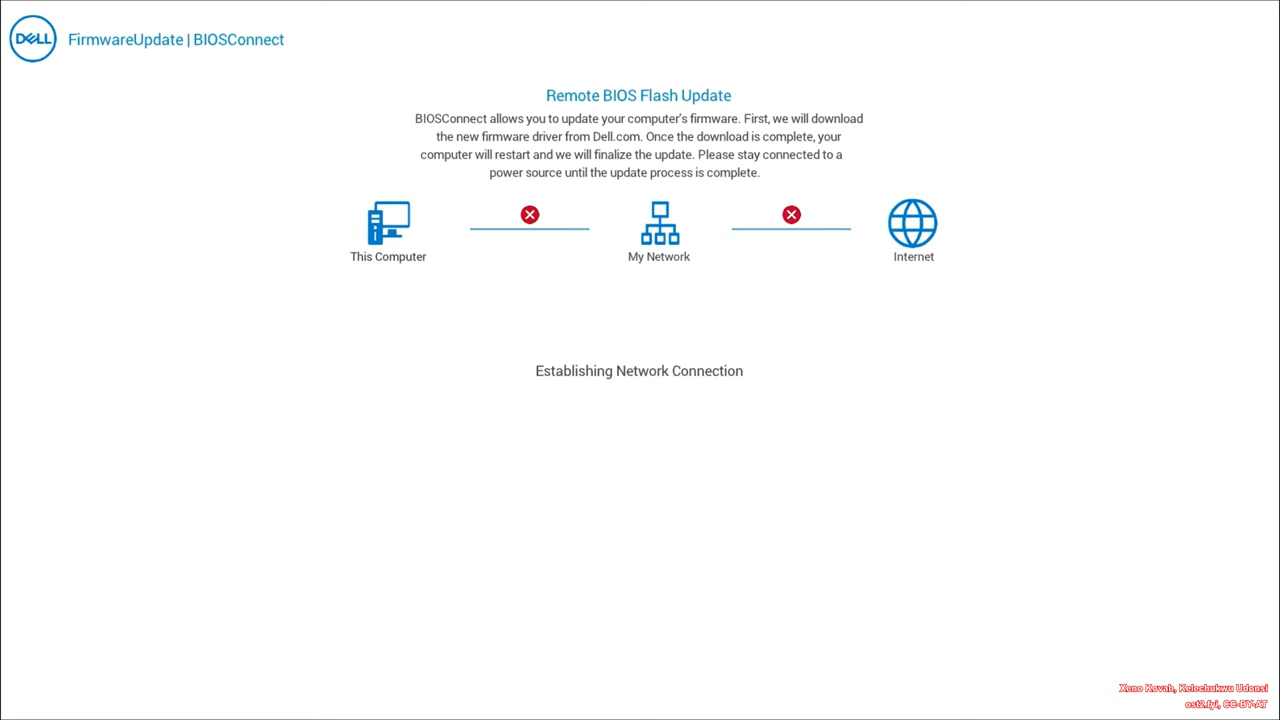 DELL
FirmwareUpdate | BIOSConnect
Remote BIOS Flash Update
BIOSConnect allows you to update your computer's firmware. First, we will download
the new firmware driver from Dell.com. Once the download is complete, your
computer will restart and we will finalize the update. Please stay connected to a
power source until the update process is complete.
This Computer
My Network
Internet
Establishing Network Connection
Xeno Kovah, Kelechukwu Udonsi
ost2.fyi, CC-BY-AT